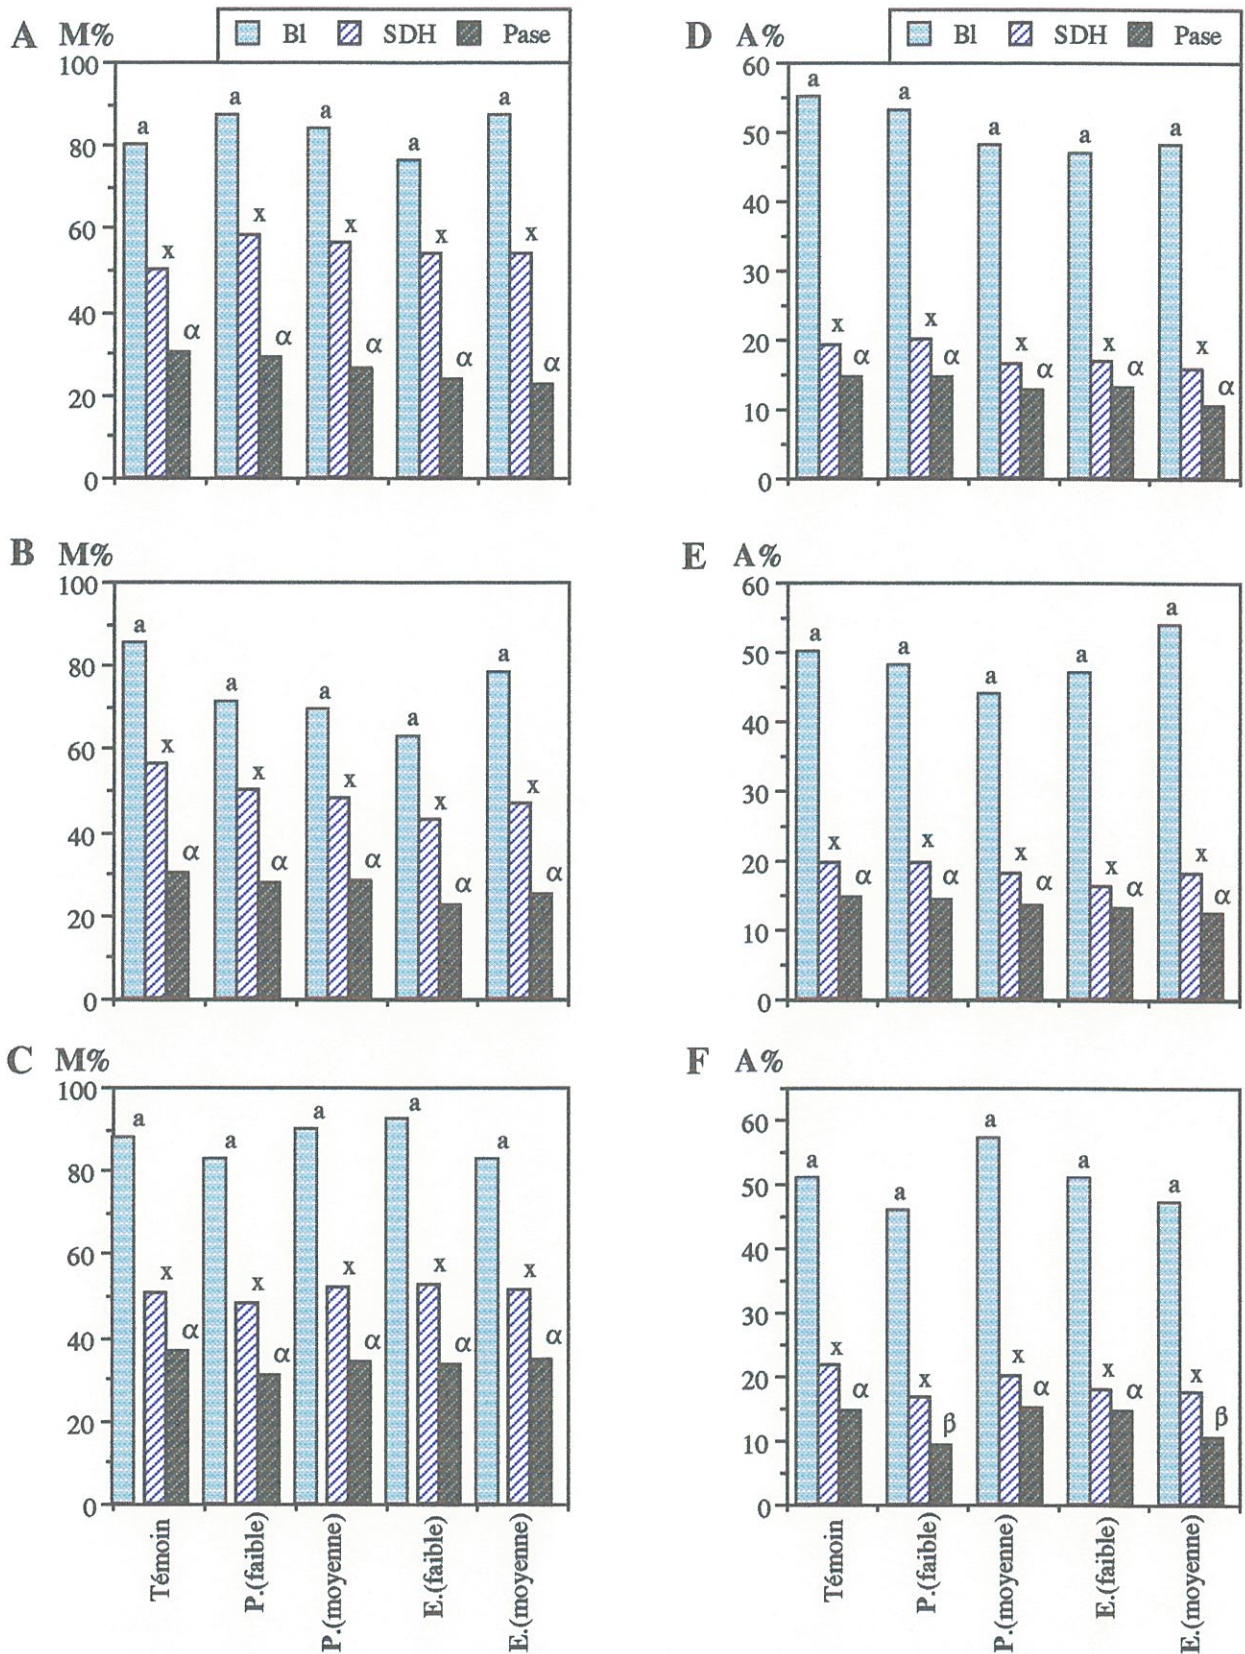 A M%
Bl SDH Pase
100
80
60
40
20
0
a x α a x α a x α a x α a x α
D A%
Bl SDH Pase
60
50
40
30
20
10
0
a x α a x α a x α a x α a x α
B M%
100
80
60
40
20
0
a x α a x α a x α a x α a x α
E A%
60
50
40
30
20
10
0
a x α a x α a x α a x α a x α
C M%
100
80
60
40
20
0
a x α a x α a x α a x α a x α
Témoin
P.(faible)
P.(moyenne)
E.(faible)
E.(moyenne)
F A%
60
50
40
30
20
10
0
a x α a x β a x α a x α a x β
Témoin
P.(faible)
P.(moyenne)
E.(faible)
E.(moyenne)